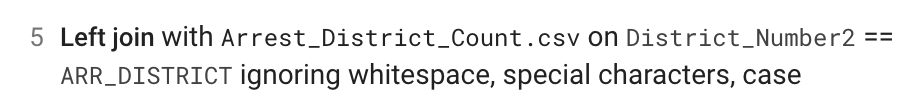 5 Left join with Arrest_District_Count.csv on District_Number2 ==
ARR_DISTRICT ignoring whitespace, special characters, case